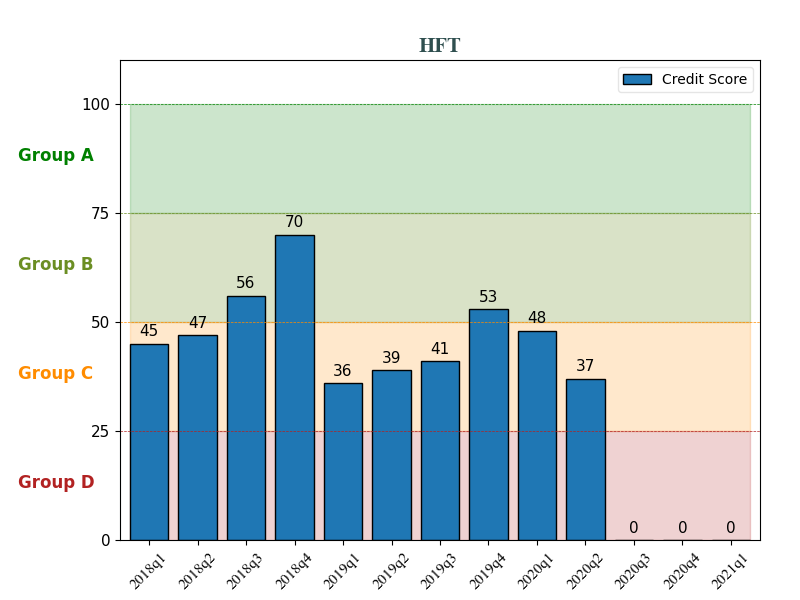 HFT
Credit Score
100
Group A
75
70
Group B
56
53
50
45
47
48
36
39
41
37
Group C
25
Group D
0
0
0
0
2018q1
2018q2
2018q3
2018q4
2019q1
2019q2
2019q3
2019q4
2020q1
2020q2
2020q3
2020q4
2021q1